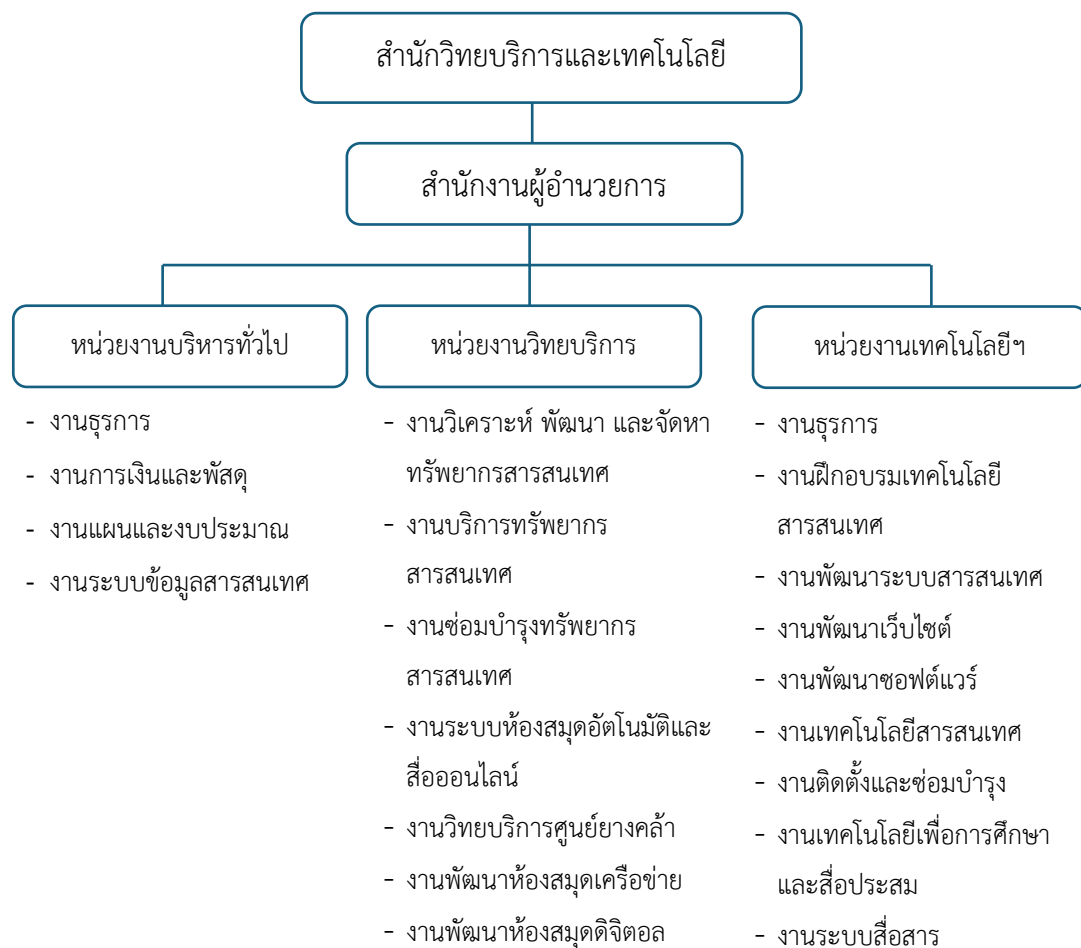 สำนักวิทยบริการและเทคโนโลยี
สำนักงานผู้อำนวยการ
หน่วยงานบริหารทั่วไป
- งานธุรการ
- งานการเงินและพัสดุ
- งานแผนและงบประมาณ
- งานระบบข้อมูลสารสนเทศ
หน่วยงานวิทยบริการ
- งานวิเคราะห์ พัฒนา และจัดหา
ทรัพยากรสารสนเทศ
- งานบริการทรัพยากร
สารสนเทศ
- งานซ่อมบำรุงทรัพยากร
สารสนเทศ
- งานระบบห้องสมุดอัตโนมัติและ
สื่อออนไลน์
- งานวิทยบริการศูนย์ยางคล้า
- งานพัฒนาห้องสมุดเครือข่าย
- งานพัฒนาห้องสมุดดิจิตอล
หน่วยงานเทคโนโลยีฯ
- งานธุรการ
- งานฝึกอบรมเทคโนโลยี
สารสนเทศ
- งานพัฒนาระบบสารสนเทศ
- งานพัฒนาเว็บไซต์
- งานพัฒนาซอฟต์แวร์
- งานเทคโนโลยีสารสนเทศ
- งานติดตั้งและซ่อมบำรุง
- งานเทคโนโลยีเพื่อการศึกษา
และสื่อประสม
- งานระบบสื่อสาร